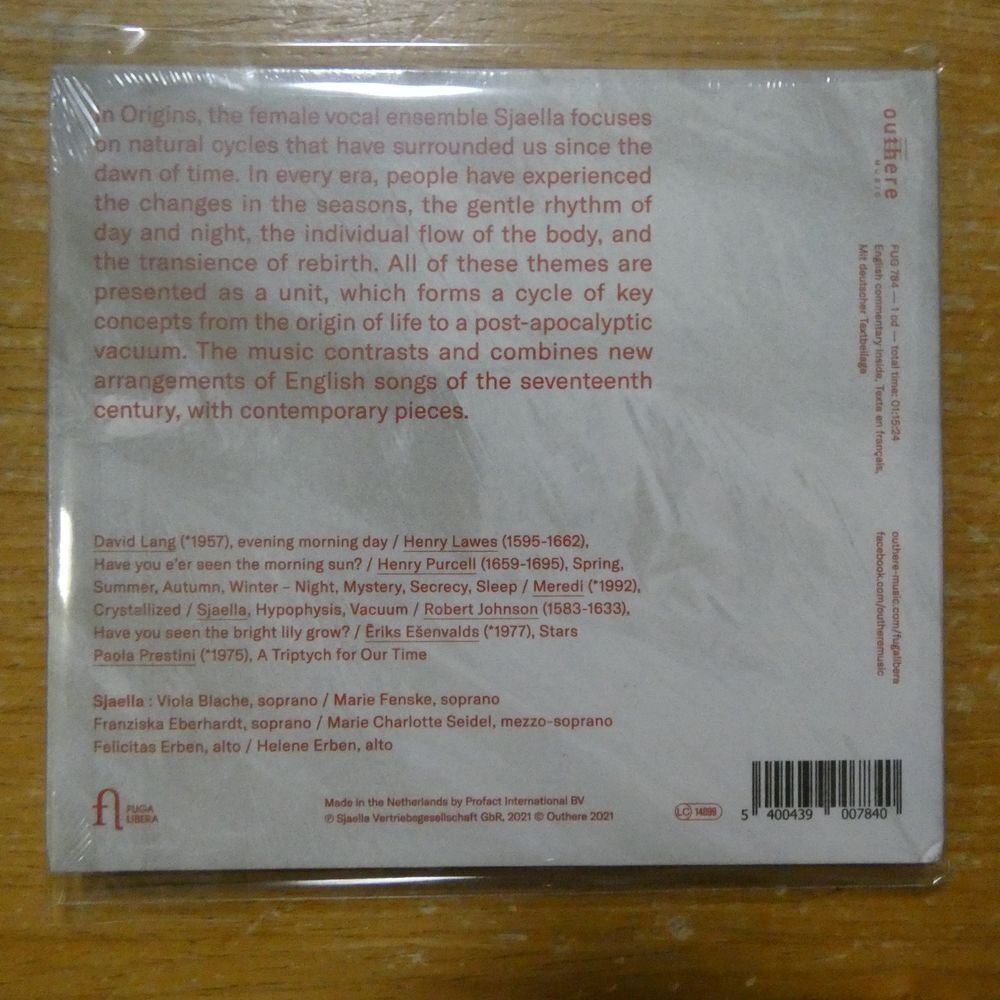 In Origins, the female vocal ensemble Sjaella focuses
on natural cycles that have surrounded us since the
dawn of time. In every era, people have experienced
the changes in the seasons, the gentle rhythm of
day and night, the individual flow of the body, and
the transience of rebirth. All of these themes are
presented as a unit, which forms a cycle of key
concepts from the origin of life to a post-apocalyptic
vacuum. The music contrasts and combines new
arrangements of English songs of the seventeenth
century, with contemporary pieces.
David Lang (*1957), evening morning day / Henry Lawes (1595-1662),
Have you e'er seen the morning sun? / Henry Purcell (1659-1695), Spring,
Summer, Autumn, Winter – Night, Mystery, Secrecy, Sleep / Meredi (*1992),
Crystallized / Sjaella, Hypophysis, Vacuum / Robert Johnson (1583-1633),
Have you seen the bright lily grow? / Ēriks Ešenvalds (*1977), Stars
Paola Prestini (*1975), A Triptych for Our Time
Sjaella : Viola Blache, soprano / Marie Fenske, soprano
Franziska Eberhardt, soprano / Marie Charlotte Seidel, mezzo-soprano
Felicitas Erben, alto / Helene Erben, alto
fl FUGA
LIBERA
Made in the Netherlands by Profact International BV
℗ Sjaella Vertriebsgesellschaft GbR, 2021 © Outhere 2021
LC 14899
5 400439 007840
outhere
MUSIC
FUG 784 — 1 cd — total time: 01:15:24
English commentary inside, Texte en français,
Mit deutscher Textbeilage
outhere-music.com/fugalibera
facebook.com/outheremusic